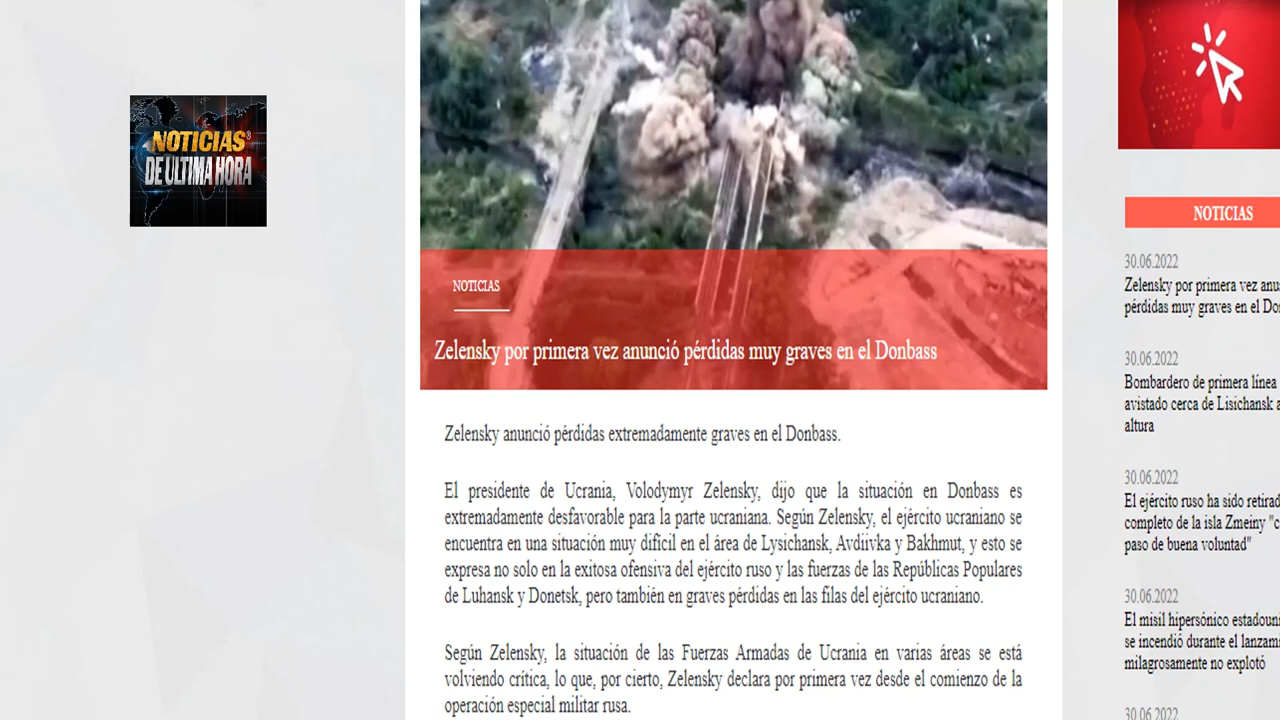 NOTICIAS
DE ULTIMA HORA
NOTICIAS
Zelensky por primera vez anunció pérdidas muy graves en el Donbass
Zelensky anunció pérdidas extremadamente graves en el Donbass.
El presidente de Ucrania, Volodymyr Zelensky, dijo que la situación en Donbass es
extremadamente desfavorable para la parte ucraniana. Según Zelensky, el ejército ucraniano se
encuentra en una situación muy difícil en el área de Lysichansk, Avdiivka y Bakhmut, y esto se
expresa no solo en la exitosa ofensiva del ejército ruso y las fuerzas de las Repúblicas Populares
de Luhansk y Donetsk, pero también en graves pérdidas en las filas del ejército ucraniano.
Según Zelensky, la situación de las Fuerzas Armadas de Ucrania en varias áreas se está
volviendo crítica, lo que, por cierto, Zelensky declara por primera vez desde el comienzo de la
operación especial militar rusa.
NOTICIAS
30.06.2022
Zelensky por primera vez
pérdidas muy graves en el
30.06.2022
Bombardero de primera línea
avistado cerca de Lisichansk
altura
30.06.2022
El ejército ruso ha sido
completo de la isla Zmeiny
paso de buena voluntad"
30.06.2022
El misil hipersónico
se incendió durante el
milagrosamente no explotó
30.06.2022